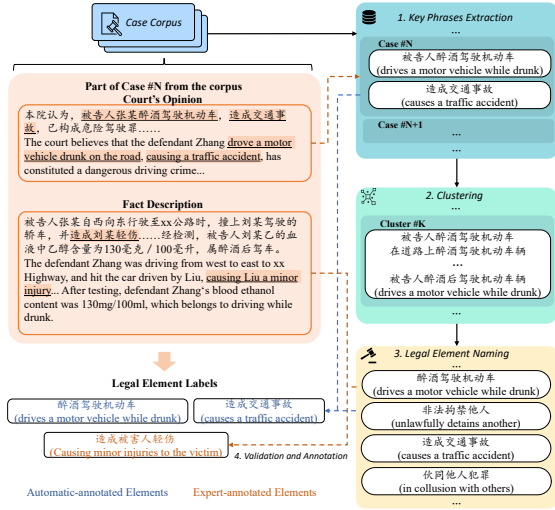 Case Corpus
Part of Case #N from the corpus
Court's Opinion
本院认为，被告人张某醉酒驾驶机动车，造成交通事
故，已构成危险驾驶罪……
The court believes that the defendant Zhang drove a motor
vehicle drunk on the road, causing a traffic accident, has
constituted a dangerous driving crime...
Fact Description
被告人张某自西向东行驶至xx公路时，撞上刘某驾驶的
轿车，并造成刘某轻伤……经检测，被告人刘某乙的血
液中乙醇含量为130毫克／100毫升，属醉酒后驾车。
The defendant Zhang was driving from west to east to xx
Highway, and hit the car driven by Liu, causing Liu a minor
injury... After testing, defendant Zhang's blood ethanol
content was 130mg/100ml, which belongs to driving while
drunk.
Legal Element Labels
醉酒驾驶机动车
(drives a motor vehicle while drunk)
造成交通事故
(causes a traffic accident)
造成被害人轻伤
(Causing minor injuries to the victim)
Automatic-annotated Elements
Expert-annotated Elements
1. Key Phrases Extraction
...
Case #N
被告人醉酒驾驶机动车
(drives a motor vehicle while drunk)
造成交通事故
(causes a traffic accident)
Case #N+1
...
...
2. Clustering
...
Cluster #K
被告人醉酒驾驶机动车
在道路上醉酒驾驶机动车辆
...
被告人醉酒后驾驶机动车辆
(drives a motor vehicle while drunk)
...
3. Legal Element Naming
...
醉酒驾驶机动车
(drives a motor vehicle while drunk)
非法拘禁他人
(unlawfully detains another)
造成交通事故
(causes a traffic accident)
伙同他人犯罪
(in collusion with others)
...
4. Validation and Annotation